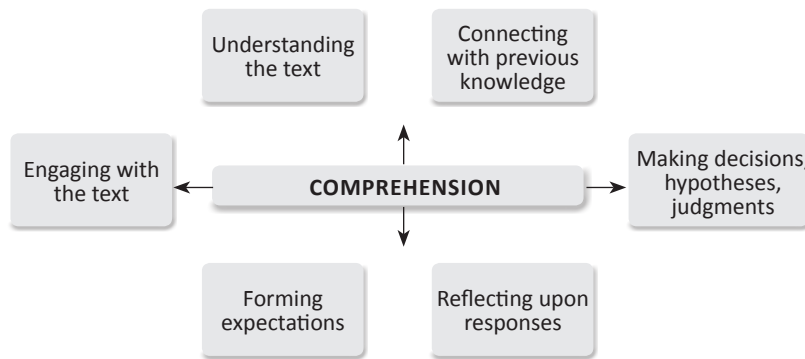 Understanding
the text
Connecting
with previous
knowledge
Engaging with
the text
COMPREHENSION
Making decisions,
hypotheses,
judgments
Forming
expectations
Reflecting upon
responses